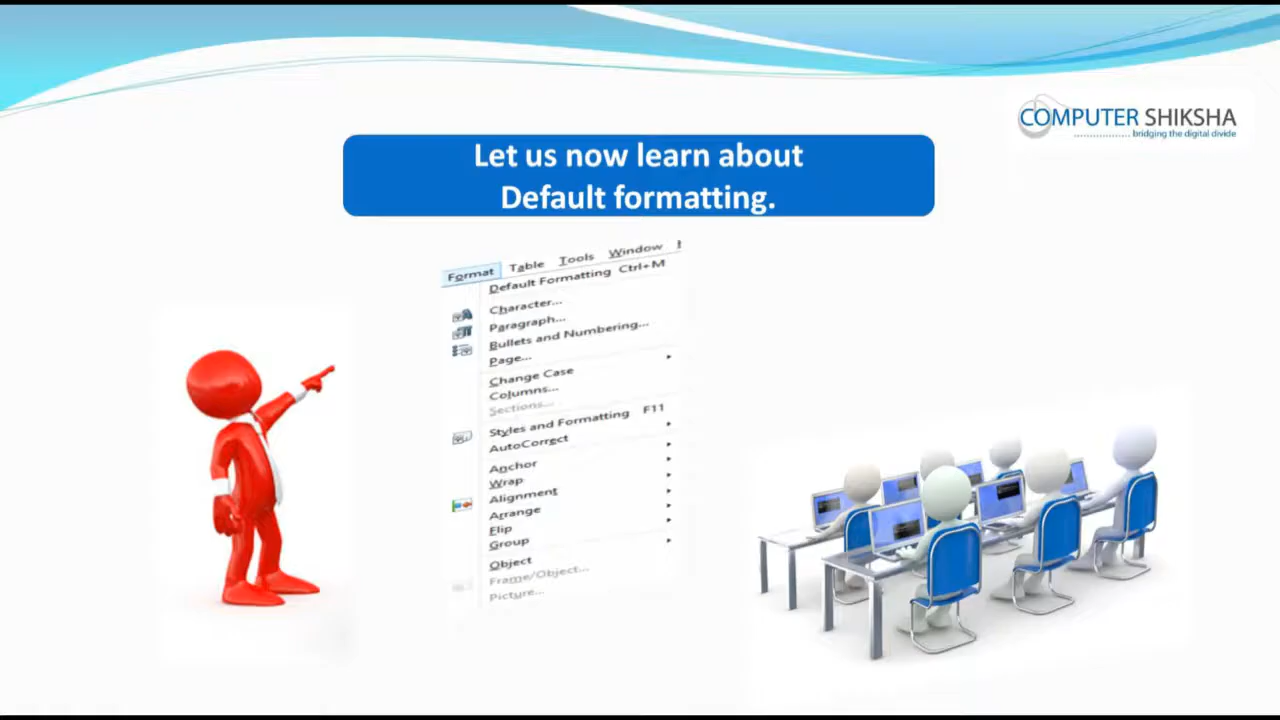 COMPUTER SHIKSHA
bridging the digital divide
Let us now learn about
Default formatting.
Format Table Tools Window
Default Formatting Ctrl+M
Character...
Paragraph...
Bullets and Numbering...
Page...
Change Case
Columns...
Sections...
Styles and Formatting F11
AutoCorrect
Anchor
Wrap
Alignment
Arrange
Flip
Group
Object
Frame/Object...
Picture...